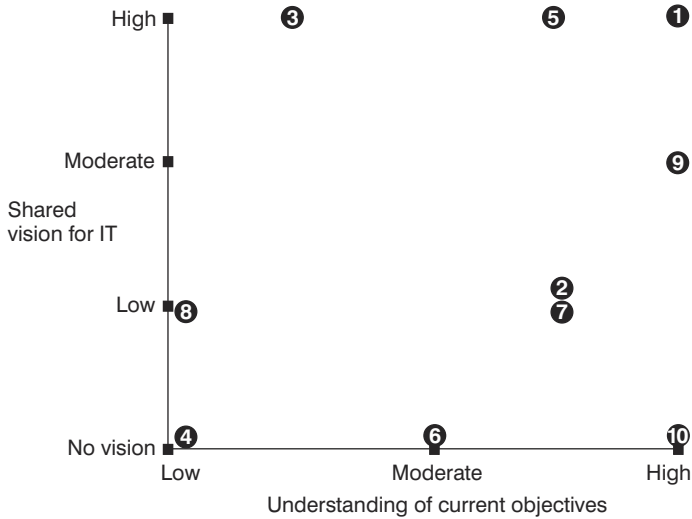 High
3
5
1
Moderate
9
Shared
vision for IT
2
Low
8
7
No vision
4
6
10
Low
Moderate
High
Understanding of current objectives